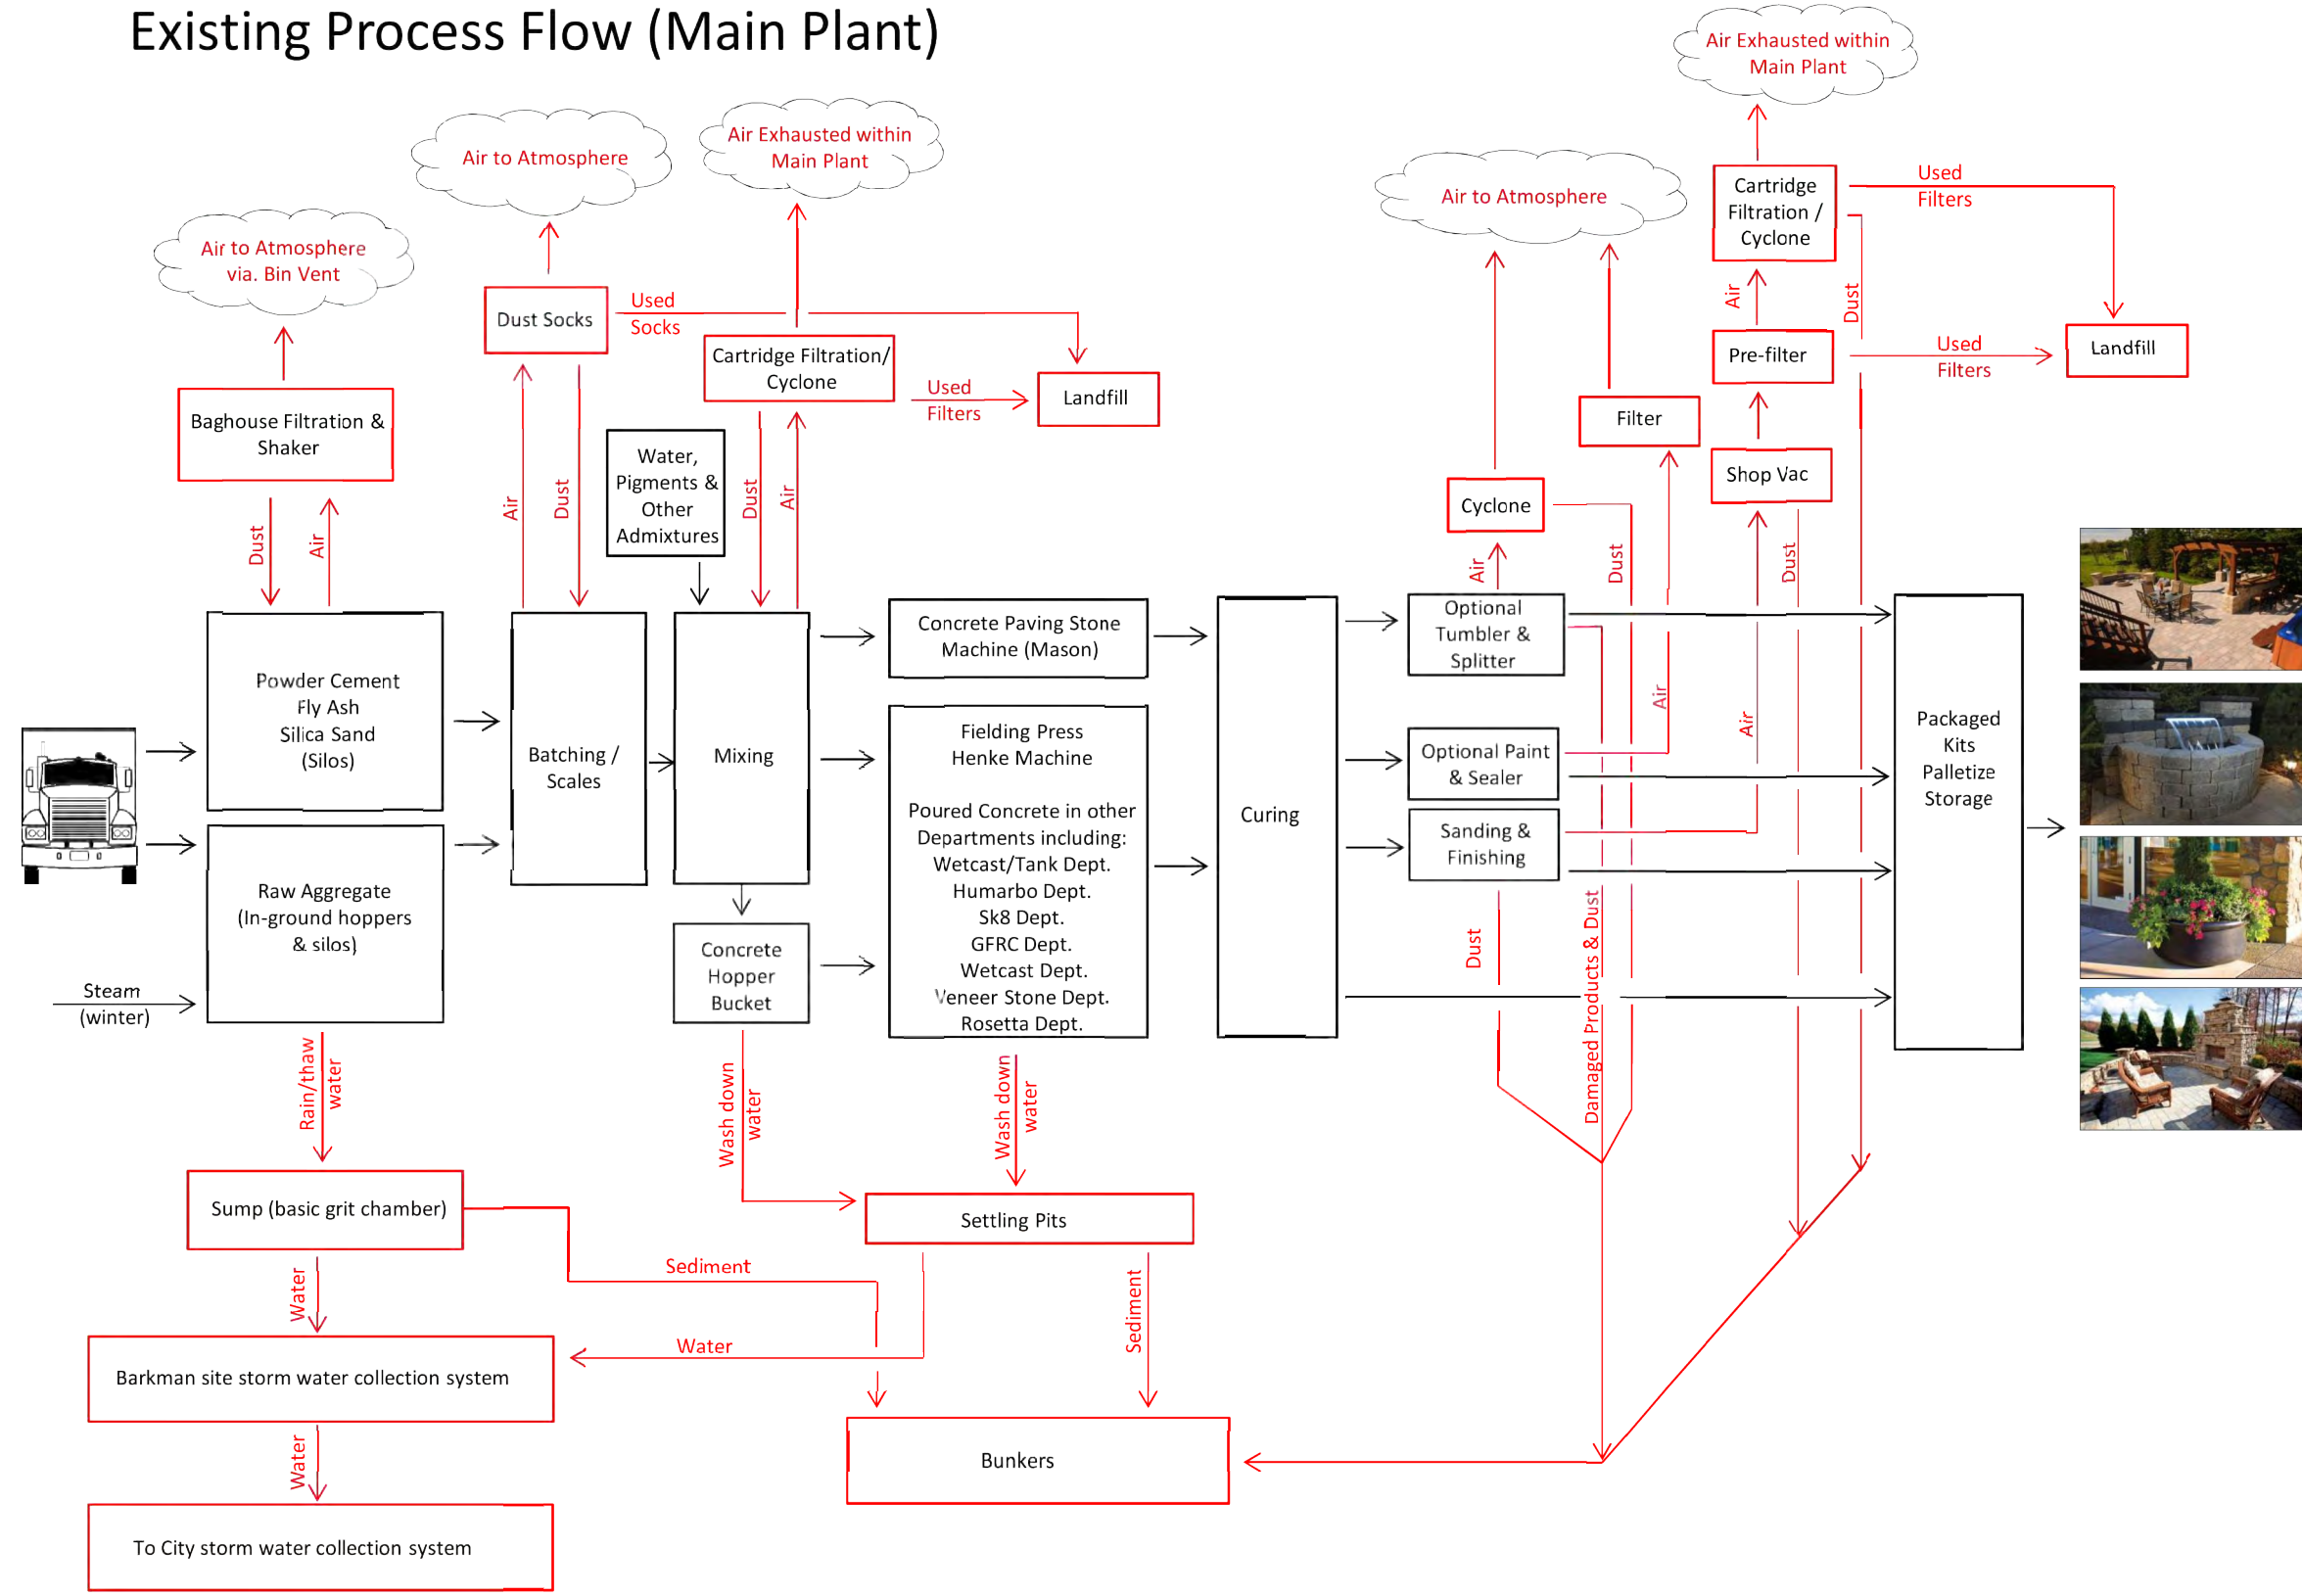 Existing Process Flow (Main Plant)
Air Exhausted within
Main Plant
Air to Atmosphere
Air Exhausted within
Main Plant
Air to Atmosphere
Cartridge
Filtration /
Cyclone
Used
Filters
Air to Atmosphere
via. Bin Vent
Dust Socks
Used
Socks
Air
Dust
Cartridge Filtration/
Cyclone
Used
Filters
Landfill
Pre-filter
Used
Filters
Landfill
Baghouse Filtration &
Shaker
Filter
Shop Vac
Cyclone
Water,
Pigments &
Other
Admixtures
Dust
Air
Air
Dust
Dust
Air
Air
Dust
Dust
Air
Air
Powder Cement
Fly Ash
Silica Sand
(Silos)
Batching /
Scales
Mixing
Concrete Paving Stone
Machine (Mason)
Fielding Press
Henke Machine
Poured Concrete in other
Departments including:
Wetcast/Tank Dept.
Humarbo Dept.
Sk8 Dept.
GFRC Dept.
Wetcast Dept.
Veneer Stone Dept.
Rosetta Dept.
Curing
Optional
Tumbler &
Splitter
Optional Paint
& Sealer
Sanding &
Finishing
Packaged
Kits
Palletize
Storage
Raw Aggregate
(In-ground hoppers
& silos)
Steam
(winter)
Concrete
Hopper
Bucket
Dust
Damaged Products & Dust
Rain/thaw
water
Wash down
water
Wash down
water
Sump (basic grit chamber)
Settling Pits
Sediment
Water
Water
Sediment
Barkman site storm water collection system
Water
Bunkers
To City storm water collection system